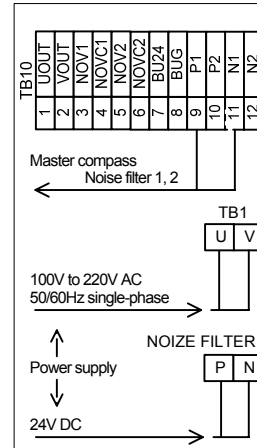 TB10
UOUT VOUT NOV1 NOVC1 NOV2 NOVC2 BU24 BUG P1 P2 N1 N2
1 2 3 4 5 6 7 8 9 10 11 12
Master compass
Noise filter 1, 2
TB1
U V
100V to 220V AC
50/60Hz single-phase
NOIZE FILTER
Power supply
P N
24V DC